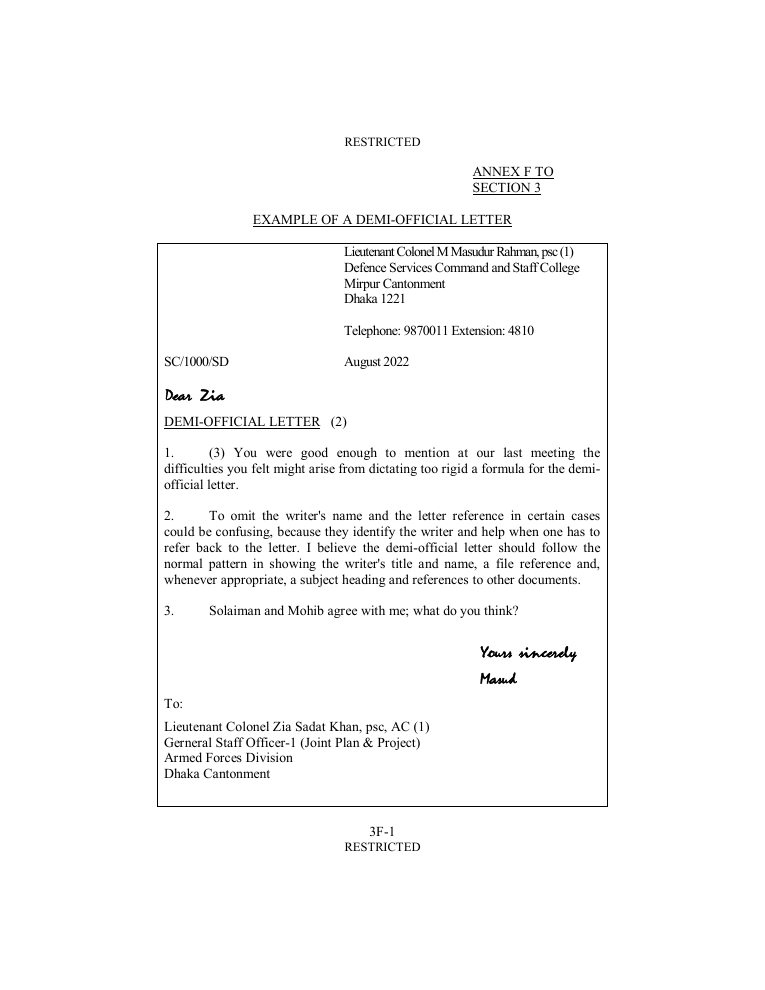 RESTRICTED
ANNEX F TO
SECTION 3
EXAMPLE OF A DEMI-OFFICIAL LETTER
Lieutenant Colonel M Masudur Rahman, psc (1)
Defence Services Command and Staff College
Mirpur Cantonment
Dhaka 1221
Telephone: 9870011 Extension: 4810
SC/1000/SD August 2022
Dear Zia
DEMI-OFFICIAL LETTER (2)
1. (3) You were good enough to mention at our last meeting the
difficulties you felt might arise from dictating too rigid a formula for the demi-
official letter.
2. To omit the writer's name and the letter reference in certain cases
could be confusing, because they identify the writer and help when one has to
refer back to the letter. I believe the demi-official letter should follow the
normal pattern in showing the writer's title and name, a file reference and,
whenever appropriate, a subject heading and references to other documents.
3. Solaiman and Mohib agree with me; what do you think?
Yours sincerely
Masud
To:
Lieutenant Colonel Zia Sadat Khan, psc, AC (1)
Gerneral Staff Officer-1 (Joint Plan & Project)
Armed Forces Division
Dhaka Cantonment
3F-1
RESTRICTED